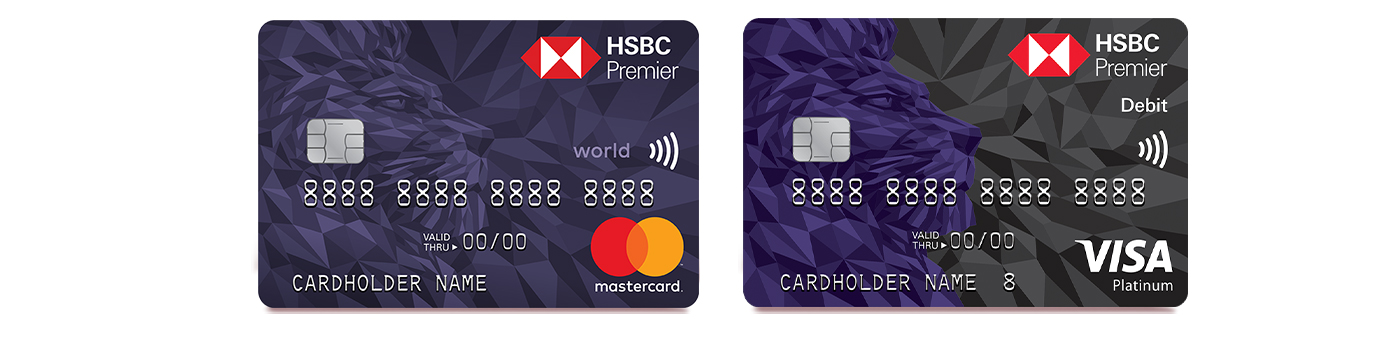 HSBC
Premier
world
8888 8888 8888 8888
VALID
THRU 00/00
CARDHOLDER NAME
mastercard.
HSBC
Premier
Debit
8888 8888 8888 8888
VALID
THRU 00/00
CARDHOLDER NAME 8
VISA
Platinum